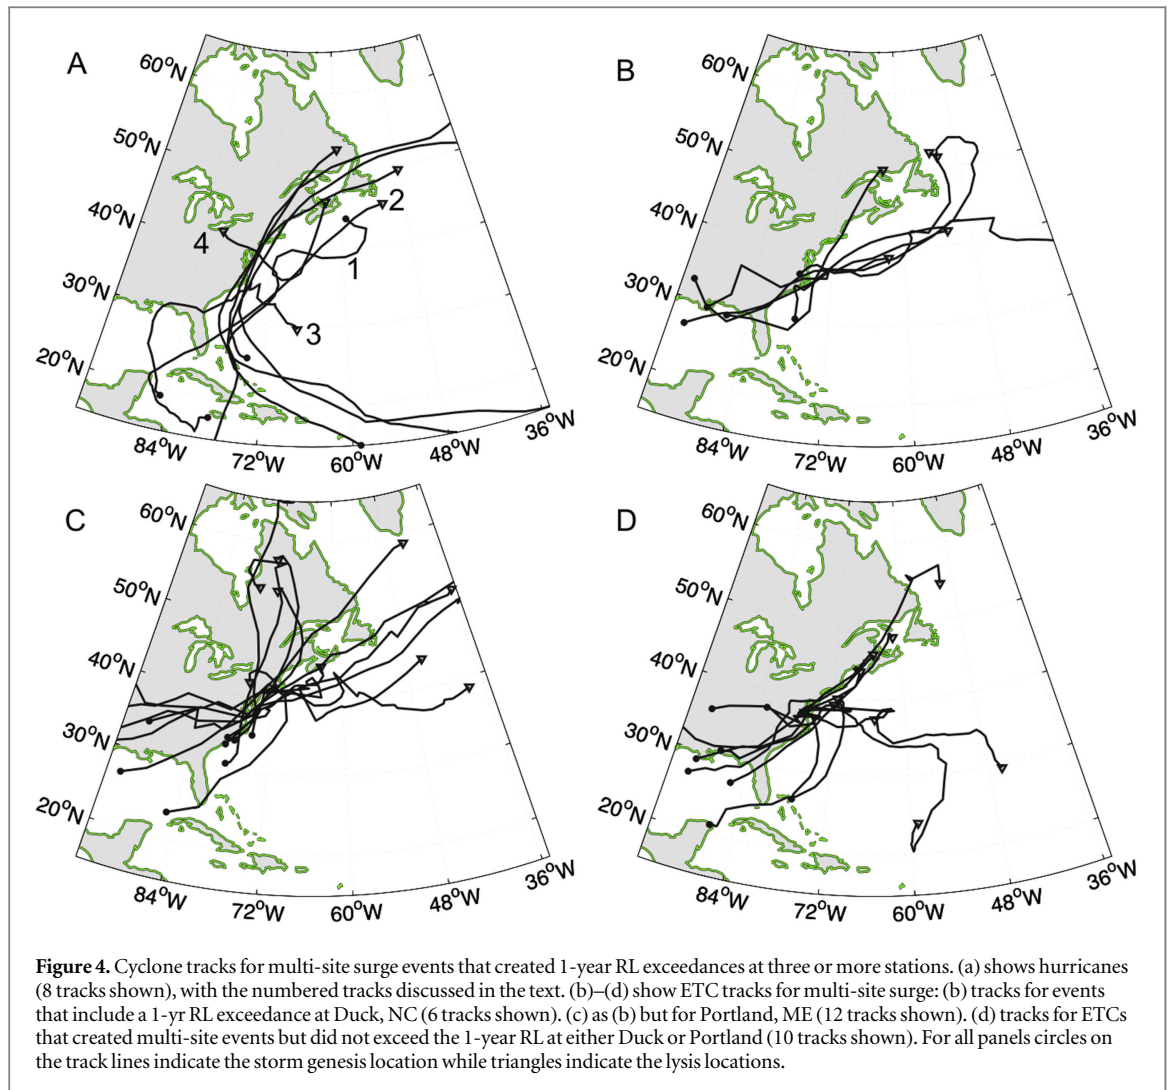 A
60°N
50°N
40°N
30°N
20°N
84°W
72°W
60°W
48°W
36°W
1
2
3
4
B
60°N
50°N
40°N
30°N
20°N
84°W
72°W
60°W
48°W
36°W
C
60°N
50°N
40°N
30°N
20°N
84°W
72°W
60°W
48°W
36°W
D
60°N
50°N
40°N
30°N
20°N
84°W
72°W
60°W
48°W
36°W
Figure 4. Cyclone tracks for multi-site surge events that created 1-year RL exceedances at three or more stations. (a) shows hurricanes
(8 tracks shown), with the numbered tracks discussed in the text. (b)–(d) show ETC tracks for multi-site surge: (b) tracks for events
that include a 1-yr RL exceedance at Duck, NC (6 tracks shown). (c) as (b) but for Portland, ME (12 tracks shown). (d) tracks for ETCs
that created multi-site events but did not exceed the 1-year RL at either Duck or Portland (10 tracks shown). For all panels circles on
the track lines indicate the storm genesis location while triangles indicate the lysis locations.